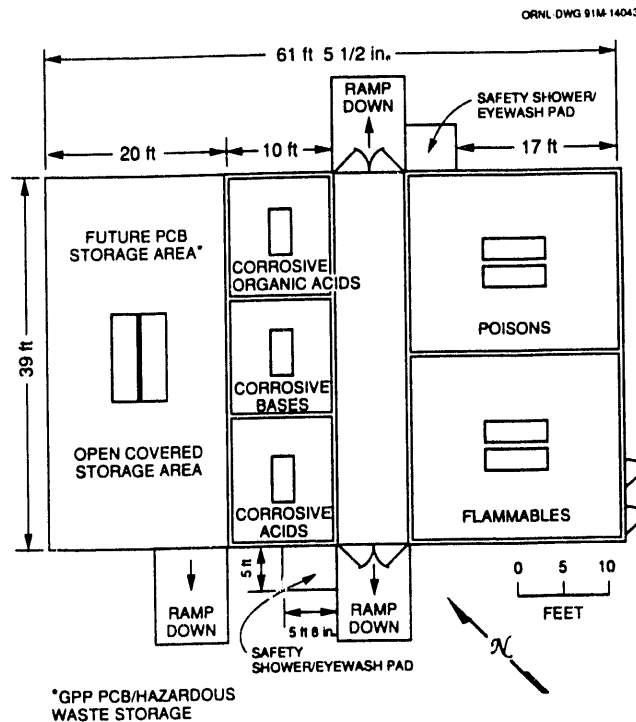 ORNL-DWG 91M-14043
61 ft 5 1/2 in.
RAMP
DOWN
SAFETY SHOWER/
EYEWASH PAD
20 ft
10 ft
17 ft
FUTURE PCB
STORAGE AREA*
CORROSIVE
ORGANIC ACIDS
POISONS
39 ft
CORROSIVE
BASES
OPEN COVERED
STORAGE AREA
CORROSIVE
ACIDS
FLAMMABLES
5 ft
0 5 10
FEET
RAMP
DOWN
5 ft 6 in.
RAMP
DOWN
SAFETY
SHOWER/EYEWASH PAD
N
*GPP PCB/HAZARDOUS
WASTE STORAGE